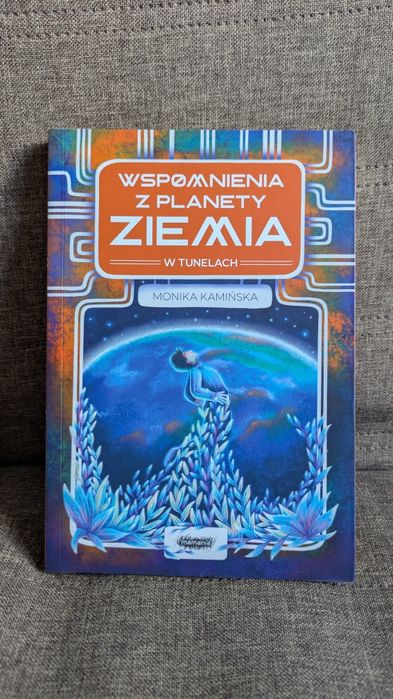 WSPOMNIENIA
Z PLANETY
ZIEMIA
W TUNELACH
MONIKA KAMIŃSKA